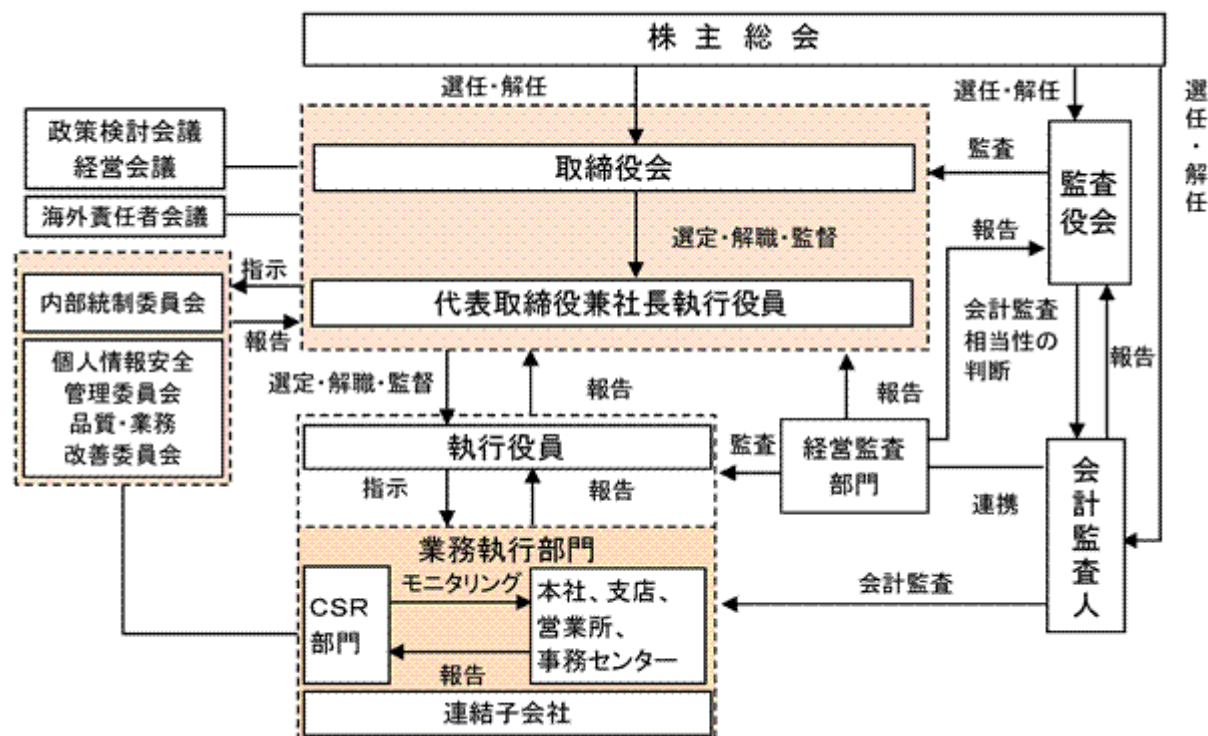 株主総会
選任・解任
選任・解任
選任・解任
政策検討会議
経営会議
海外責任者会議
取締役会
監査
監査役会
選定・解職・監督
報告
指示
内部統制委員会
代表取締役兼社長執行役員
報告
個人情報安全
管理委員会
品質・業務
改善委員会
会計監査
相当性の
判断
報告
選定・解職・監督
報告
報告
執行役員
監査
経営監査
部門
指示
報告
連携
会計監査人
業務執行部門
モニタリング
CSR
部門
本社、支店、
営業所、
事務センター
会計監査
報告
連結子会社